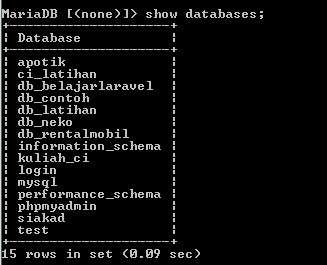 MariaDB [(none)]> show databases;
+--------------------+
| Database           |
+--------------------+
| apotik             |
| ci_latihan         |
| db_belajarlaravel  |
| db_contoh          |
| db_latihan         |
| db_neko            |
| db_rentalmobil     |
| information_schema |
| kuliah_ci          |
| login              |
| mysql              |
| performance_schema |
| phpmyadmin         |
| siakad             |
| test               |
+--------------------+
15 rows in set (0.09 sec)